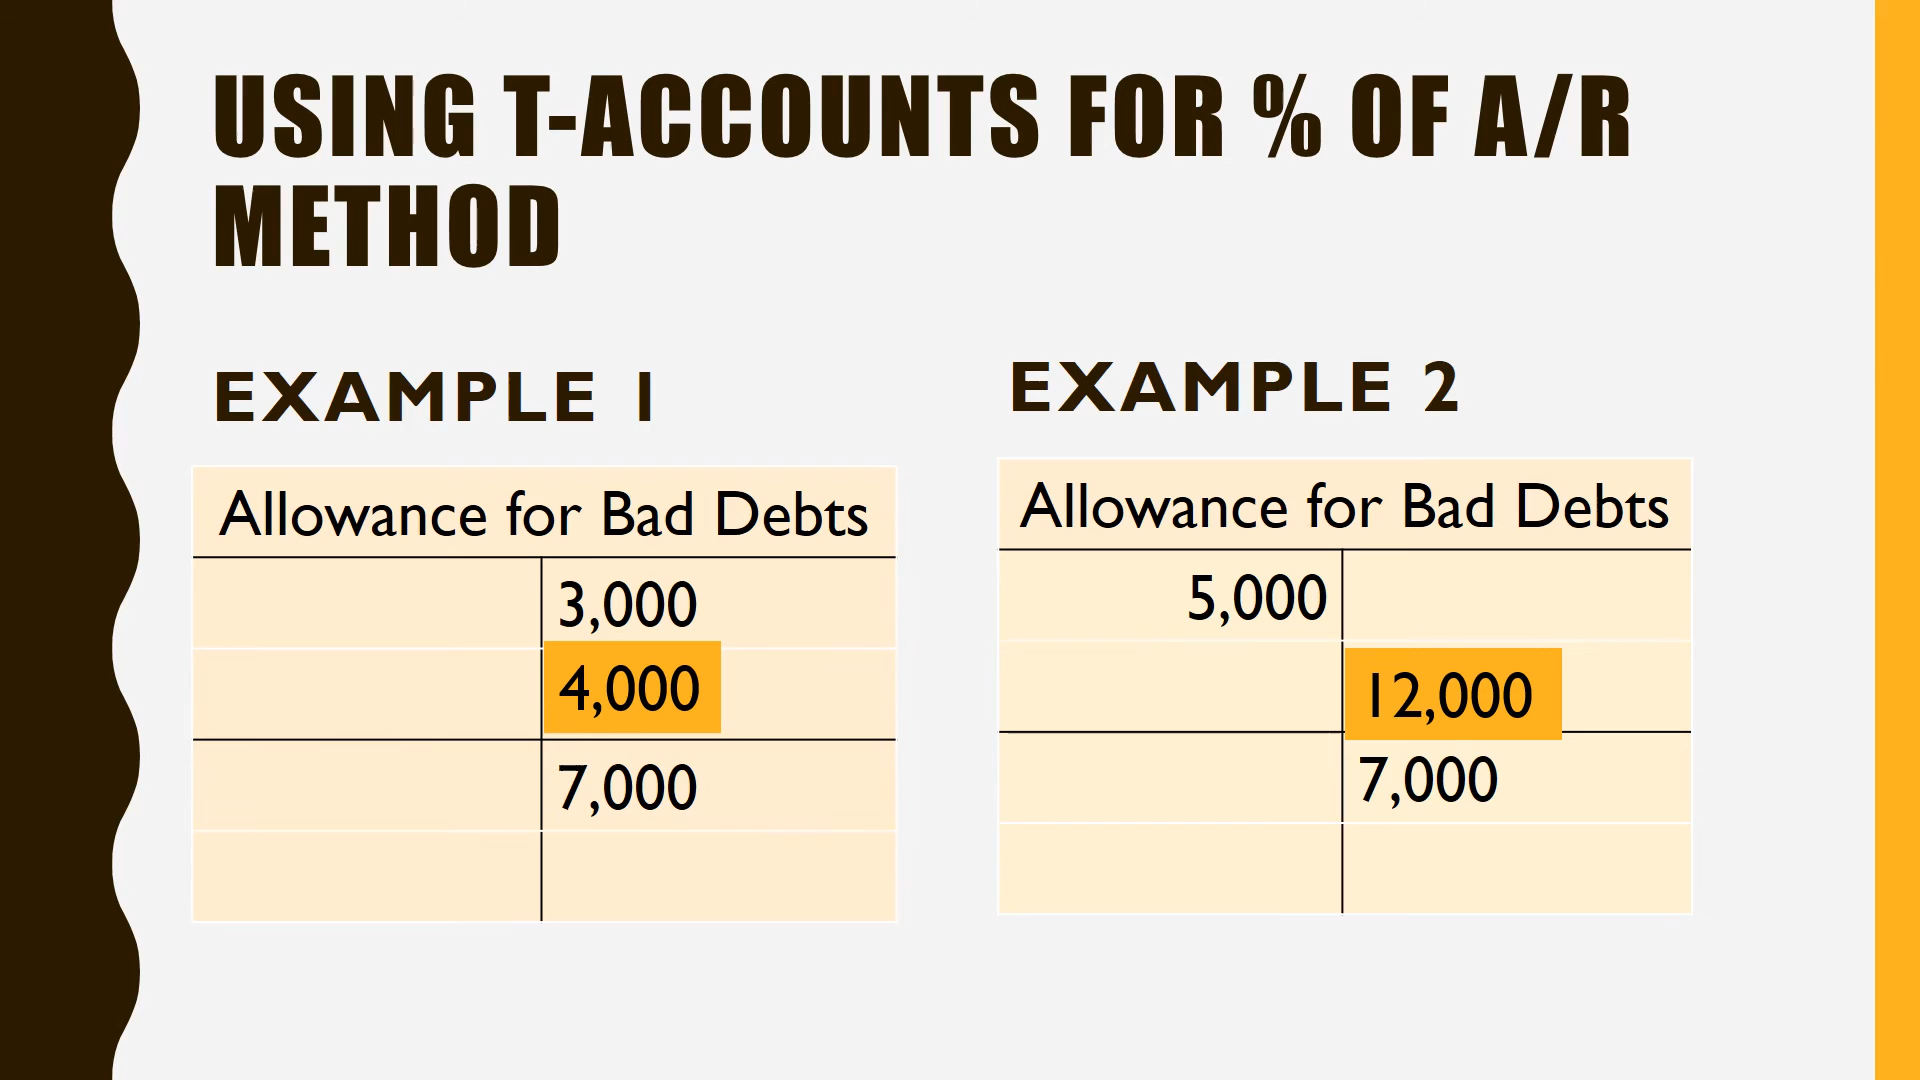 USING T-ACCOUNTS FOR % OF A/R
METHOD
EXAMPLE 1
Allowance for Bad Debts
3,000
4,000
7,000
EXAMPLE 2
Allowance for Bad Debts
5,000
12,000
7,000